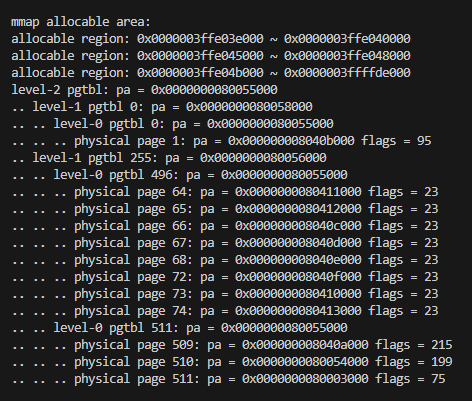 mmap allocable area:
allocable region: 0x0000003ffe03e000 ~ 0x0000003ffe040000
allocable region: 0x0000003ffe045000 ~ 0x0000003ffe048000
allocable region: 0x0000003ffe04b000 ~ 0x0000003ffffde000
level-2 pgtbl: pa = 0x0000000080055000
.. level-1 pgtbl 0: pa = 0x0000000080058000
.. .. level-0 pgtbl 0: pa = 0x0000000080055000
.. .. .. physical page 1: pa = 0x000000008040b000 flags = 95
.. level-1 pgtbl 255: pa = 0x0000000080056000
.. .. level-0 pgtbl 496: pa = 0x0000000080055000
.. .. .. physical page 64: pa = 0x0000000080411000 flags = 23
.. .. .. physical page 65: pa = 0x0000000080412000 flags = 23
.. .. .. physical page 66: pa = 0x000000008040c000 flags = 23
.. .. .. physical page 67: pa = 0x000000008040d000 flags = 23
.. .. .. physical page 68: pa = 0x000000008040e000 flags = 23
.. .. .. physical page 72: pa = 0x000000008040f000 flags = 23
.. .. .. physical page 73: pa = 0x0000000080410000 flags = 23
.. .. .. physical page 74: pa = 0x0000000080413000 flags = 23
.. .. level-0 pgtbl 511: pa = 0x0000000080055000
.. .. .. physical page 509: pa = 0x000000008040a000 flags = 215
.. .. .. physical page 510: pa = 0x0000000080054000 flags = 199
.. .. .. physical page 511: pa = 0x0000000080003000 flags = 75